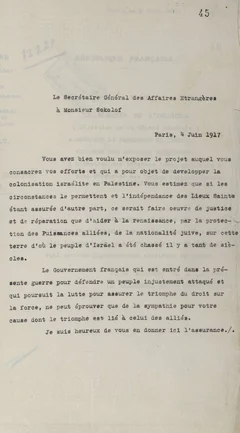 45
Le Secrétaire Général des Affaires Etrangères
à Monsieur Sokolof
Paris, 4 Juin 1917
Vous avez bien voulu m'exposer le projet auquel vous
consacrez vos efforts et qui a pour objet de développer la
colonisation israélite en Palestine. Vous estimez que si les
circonstances le permettent et l'indépendance des Lieux Saints
étant assurée d'autre part, ce serait faire oeuvre de justice
et de réparation que d'aider à la renaissance, par la protec-
tion des Puissances alliées, de la nationalité juive, sur cette
terre d'où le peuple d'Israel a été chassé il y a tant de siè-
cles.
Le Gouvernement français qui est entré dans la pré-
sente guerre pour défendre un peuple injustement attaqué et
qui poursuit la lutte pour assurer le triomphe du droit sur
la force, ne peut éprouver que de la sympathie pour votre
cause dont le triomphe est lié à celui des alliés.
Je suis heureux de vous en donner ici l'assurance./.